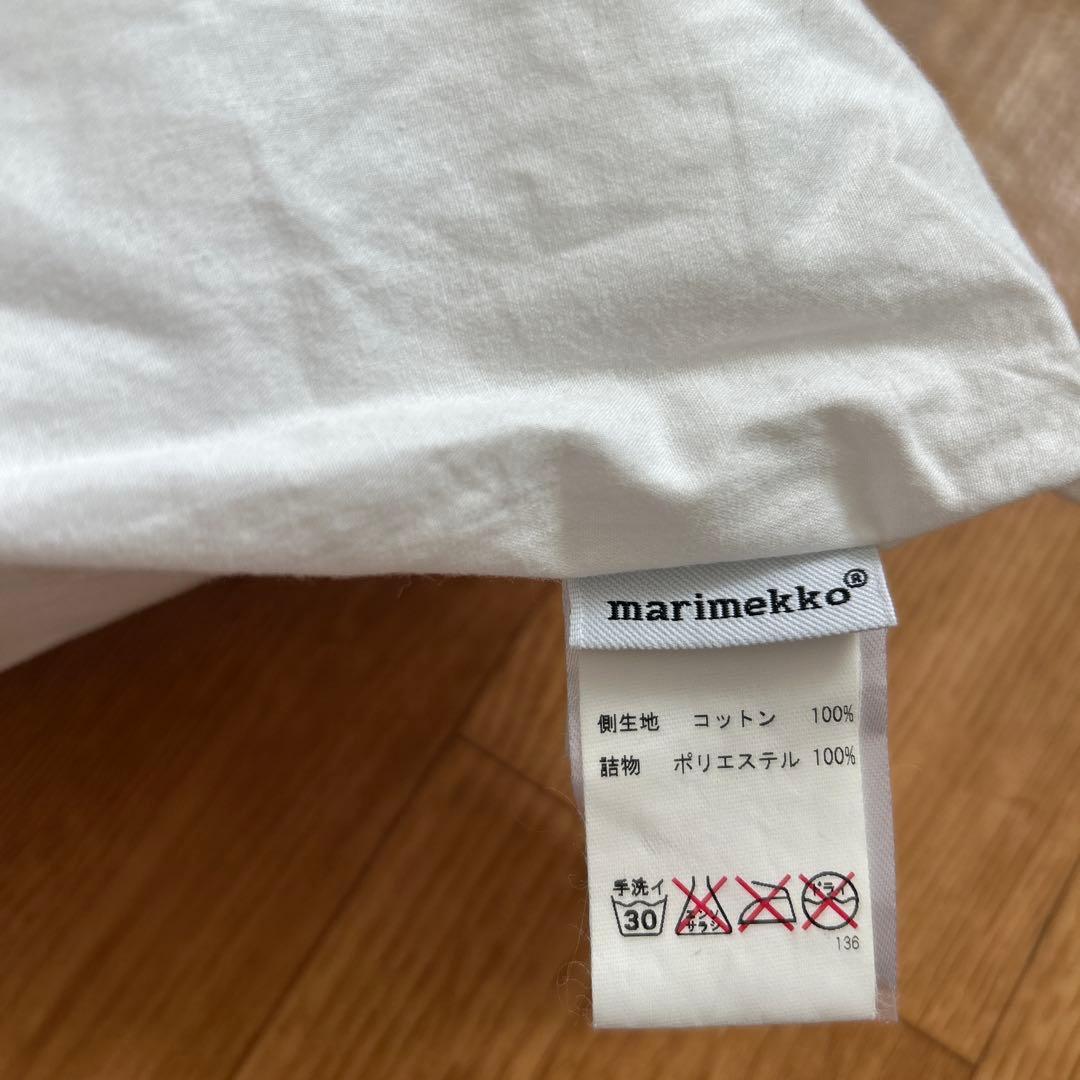 marimekko®
側生地 コットン 100%
詰物 ポリエステル 100%
手洗イ
30
エンソ
サラシ
ドライ
136